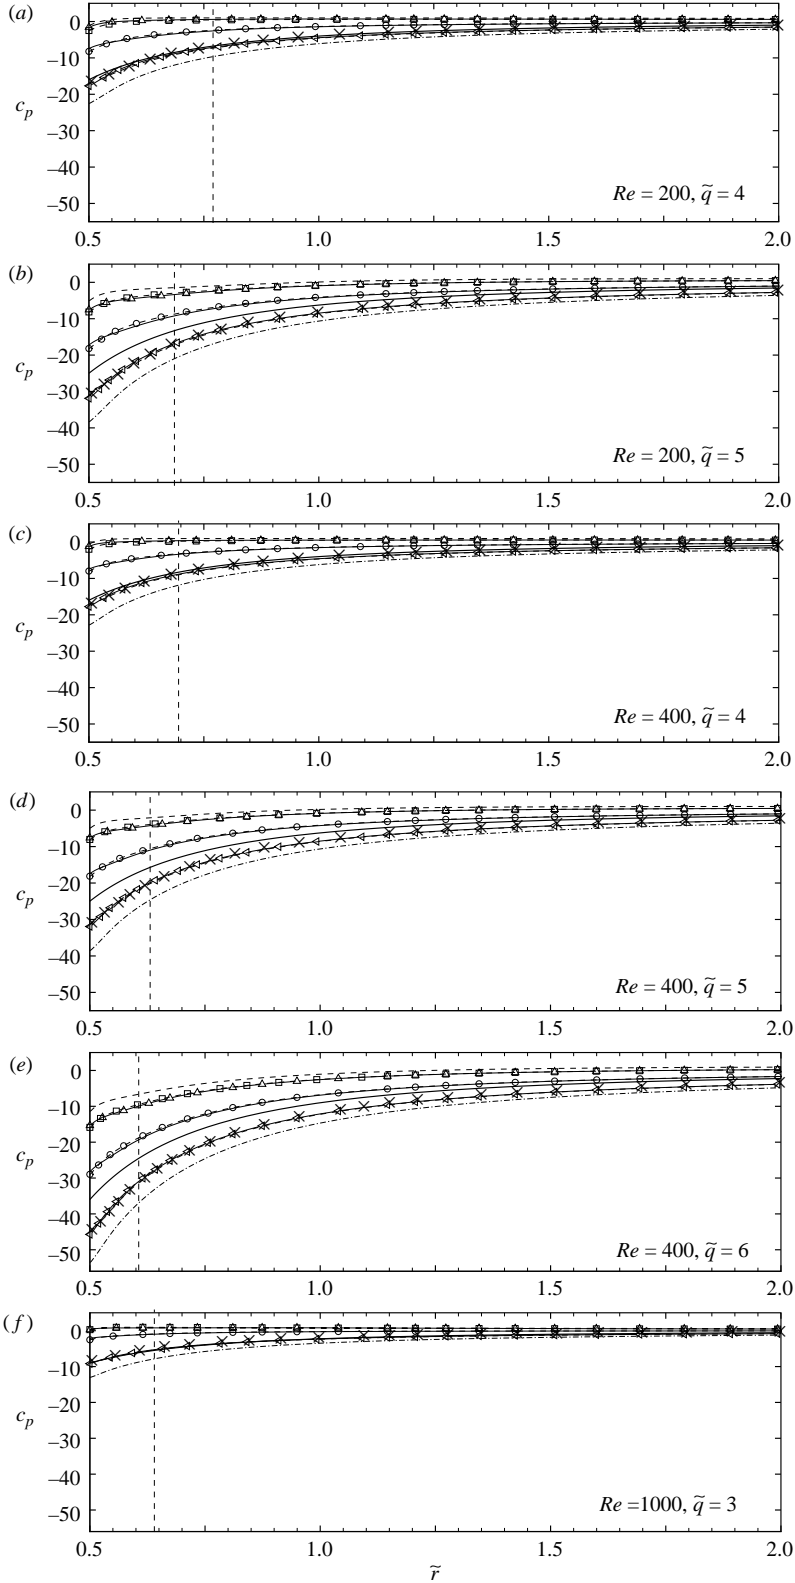 (a)
0
–10
–20
–30
–40
–50
c_p
Re = 200, q̃ = 4
0.5 1.0 1.5 2.0
(b)
0
–10
–20
–30
–40
–50
c_p
Re = 200, q̃ = 5
0.5 1.0 1.5 2.0
(c)
0
–10
–20
–30
–40
–50
c_p
Re = 400, q̃ = 4
0.5 1.0 1.5 2.0
(d)
0
–10
–20
–30
–40
–50
c_p
Re = 400, q̃ = 5
0.5 1.0 1.5 2.0
(e)
0
–10
–20
–30
–40
–50
c_p
Re = 400, q̃ = 6
0.5 1.0 1.5 2.0
(f)
0
–10
–20
–30
–40
–50
c_p
Re =1000, q̃ = 3
0.5 1.0 1.5 2.0
r̃